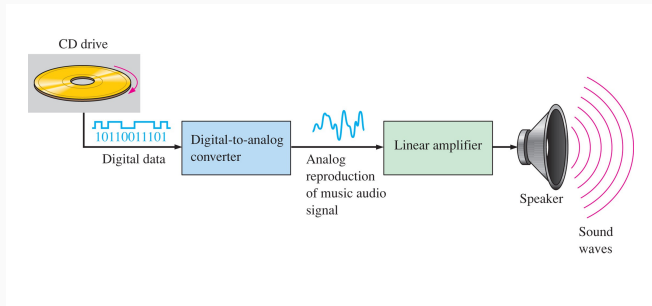 CD drive
10110011101
Digital data
Digital-to-analog
converter
Analog
reproduction
of music audio
signal
Linear amplifier
Speaker
Sound
waves